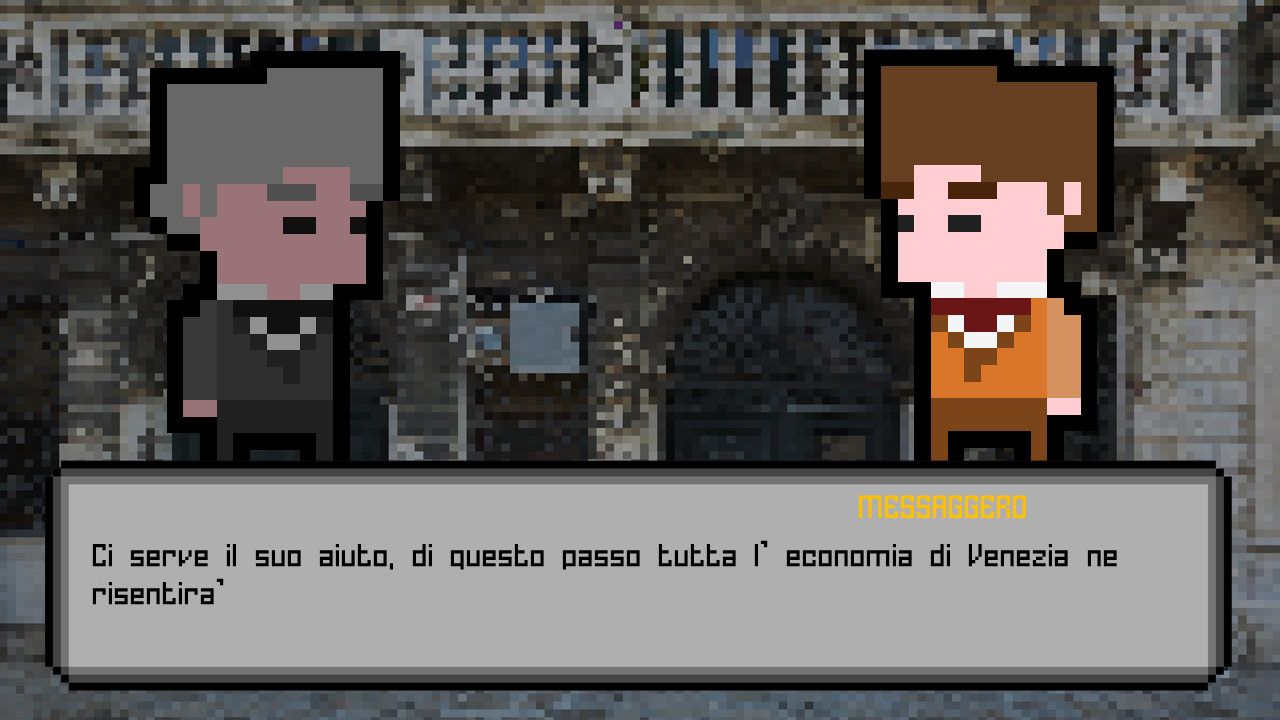 MESSAGGERO
Ci serve il suo aiuto, di questo passo tutta l` economia di Venezia ne
risentira`